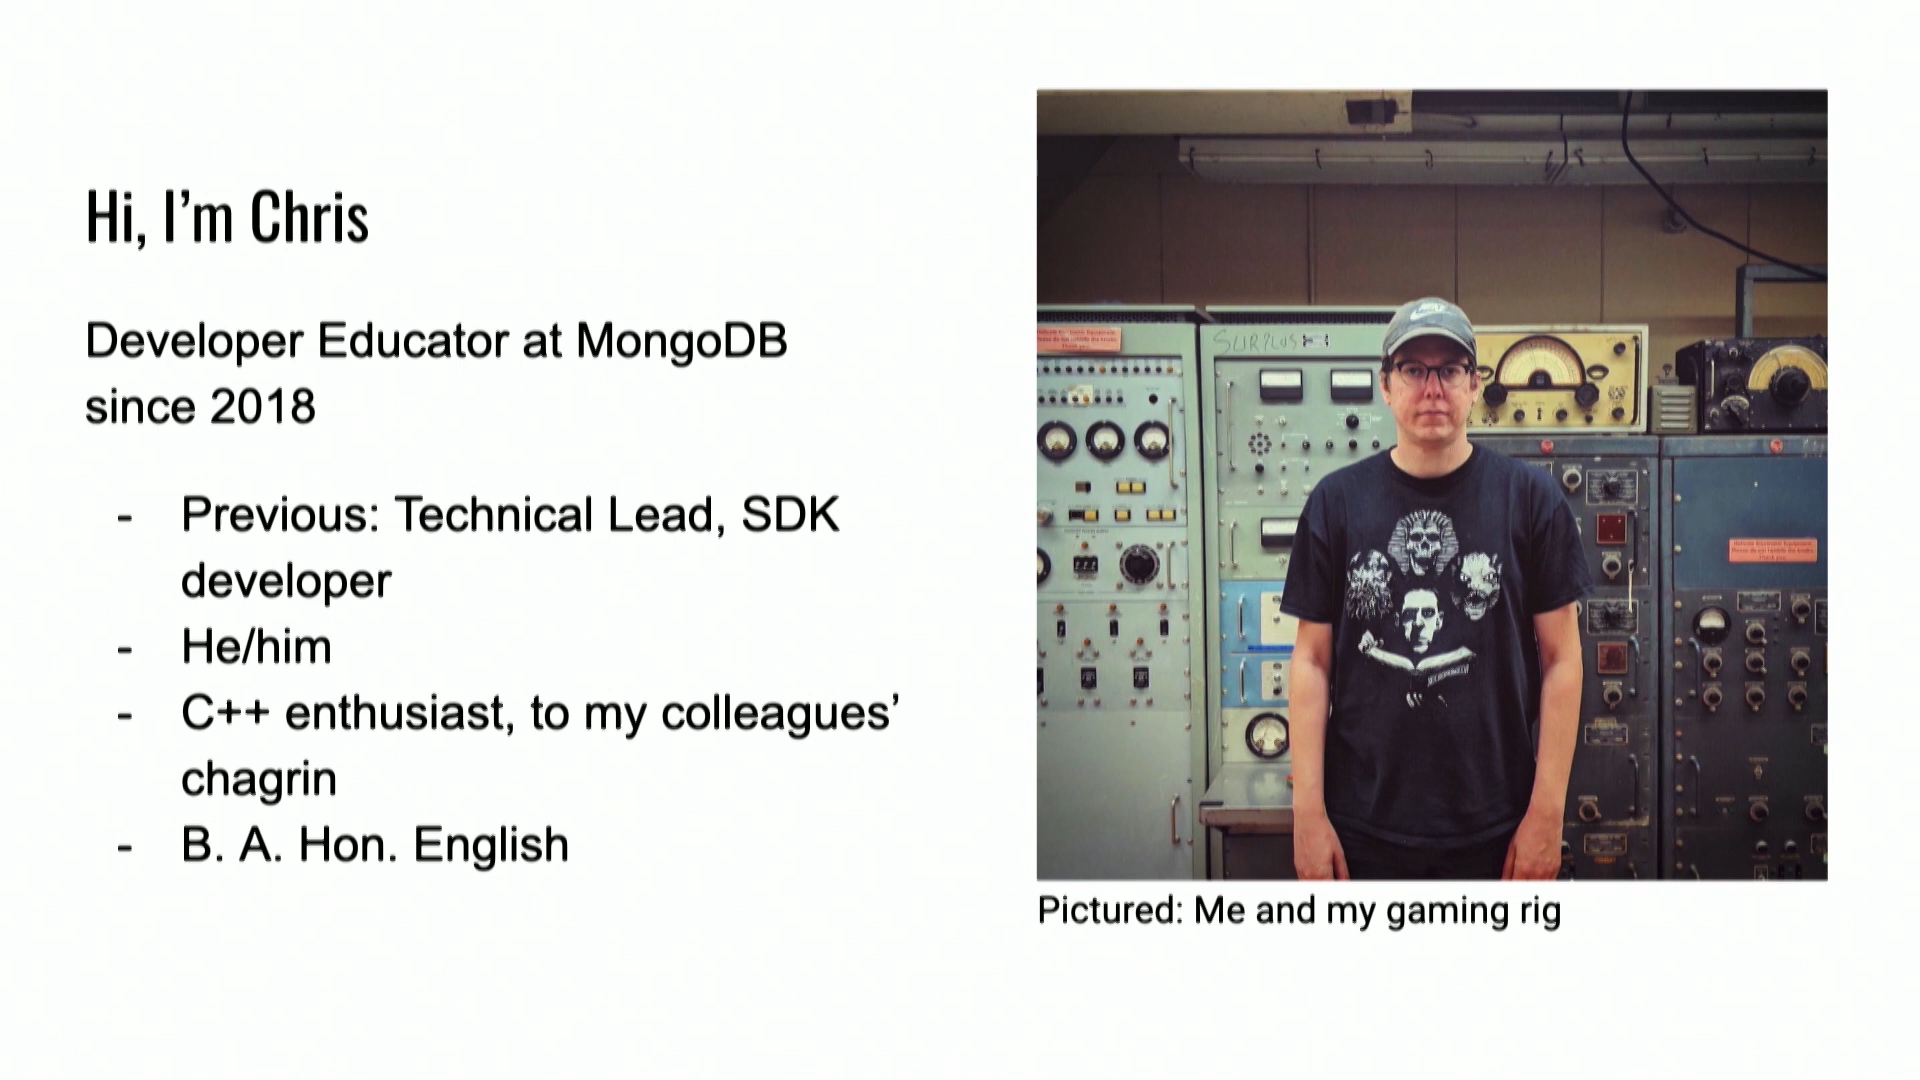 Hi, I’m Chris
Developer Educator at MongoDB
since 2018
- Previous: Technical Lead, SDK
developer
- He/him
- C++ enthusiast, to my colleagues’
chagrin
- B. A. Hon. English
SURPLUS
Pictured: Me and my gaming rig